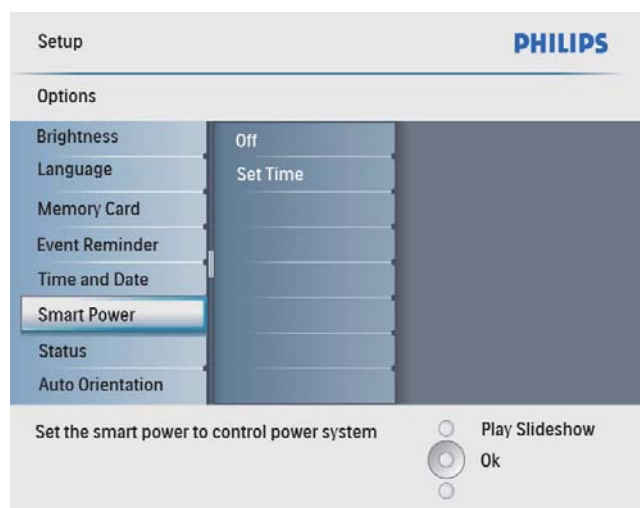 Setup
PHILIPS
Options
Brightness
Language
Memory Card
Event Reminder
Time and Date
Smart Power
Status
Auto Orientation
Off
Set Time
Set the smart power to control power system
Play Slideshow
Ok